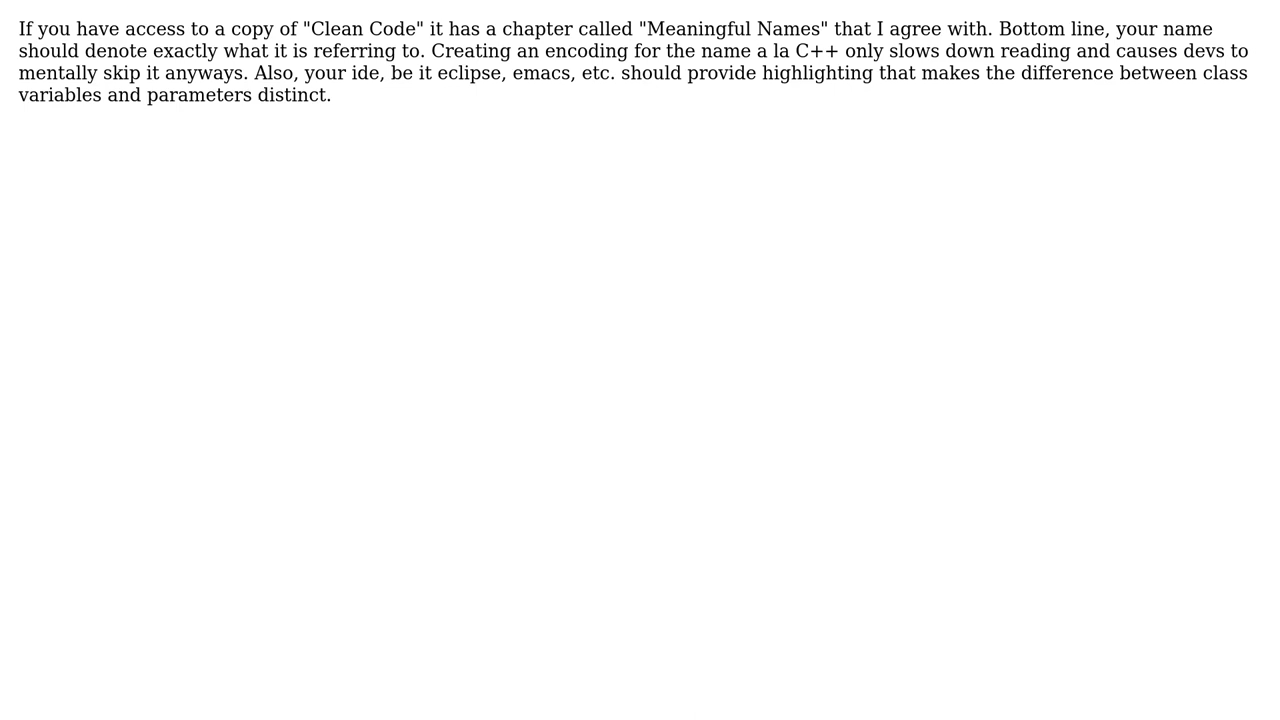 If you have access to a copy of "Clean Code" it has a chapter called "Meaningful Names" that I agree with. Bottom line, your name
should denote exactly what it is referring to. Creating an encoding for the name a la C++ only slows down reading and causes devs to
mentally skip it anyways. Also, your ide, be it eclipse, emacs, etc. should provide highlighting that makes the difference between class
variables and parameters distinct.